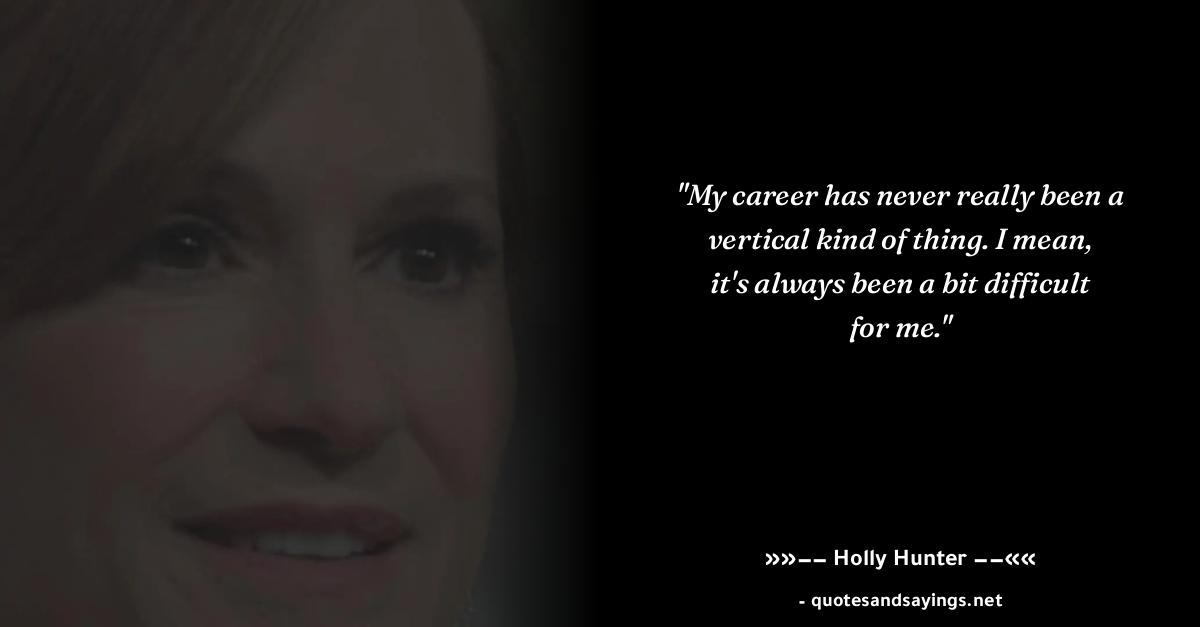 "My career has never really been a
vertical kind of thing. I mean,
it's always been a bit difficult
for me."
»»−− Holly Hunter −−««
- quotesandsayings.net